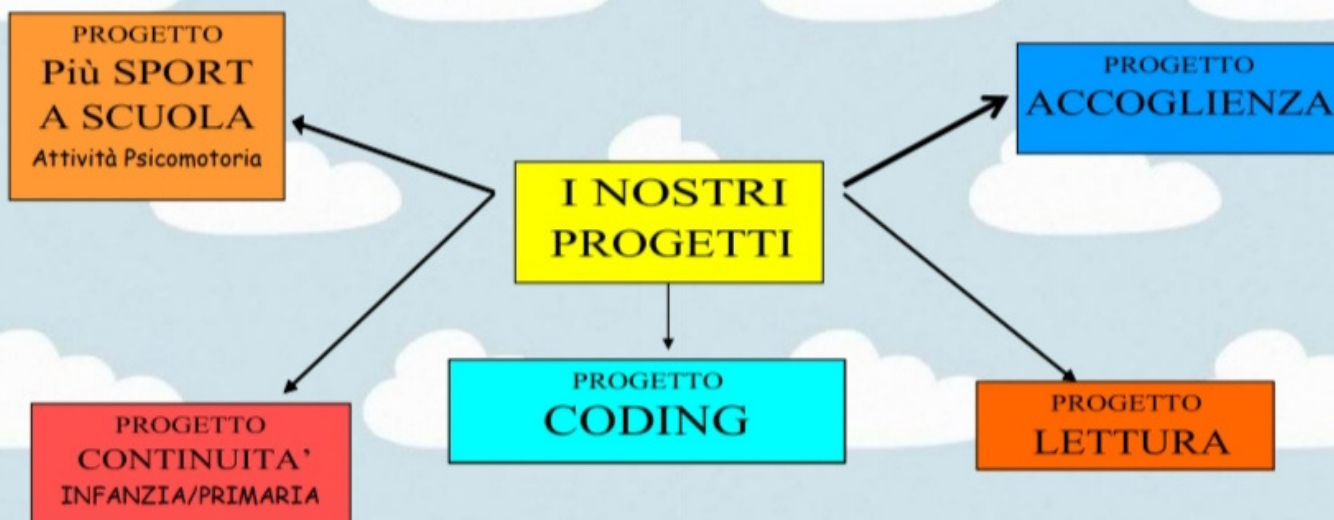 PROGETTO
Più SPORT
A SCUOLA
Attività Psicomotoria
PROGETTO
ACCOGLIENZA
I NOSTRI
PROGETTI
PROGETTO
CONTINUITA’
INFANZIA/PRIMARIA
PROGETTO
CODING
PROGETTO
LETTURA